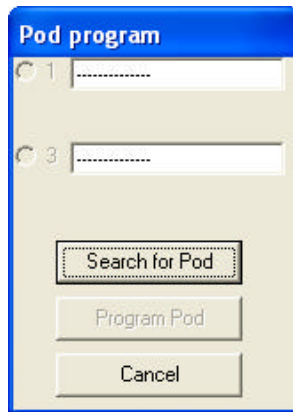 Pod program
1 -------------
3 -------------
Search for Pod
Program Pod
Cancel